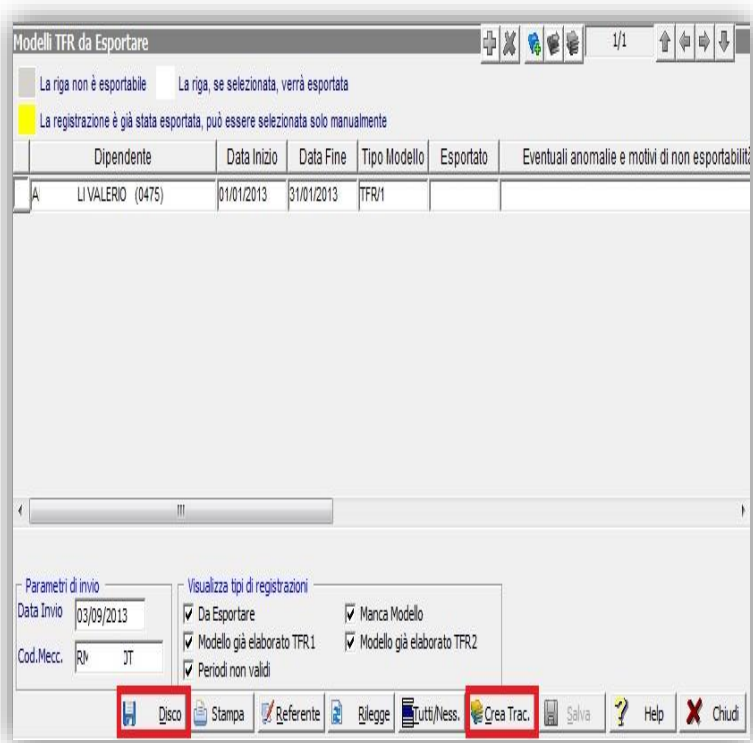 Modelli TFR da Esportare
1/1
La riga non è esportabile La riga, se selezionata, verrà esportata
La registrazione è già stata esportata, può essere selezionata solo manualmente
Dipendente Data Inizio Data Fine Tipo Modello Esportato Eventuali anomalie e motivi di non esportabilità
A LI VALERIO (0475) 01/01/2013 31/01/2013 TFR/1
Parametri di invio
Data Invio 03/09/2013
Cod.Mecc. RM
Visualizza tipi di registrazioni
Da Esportare Manca Modello
Modello già elaborato TFR1 Modello già elaborato TFR2
Periodi non validi
Disco Stampa Referente Rilegge Tutti/Ness. Crea Trac. Salva Help Chiudi